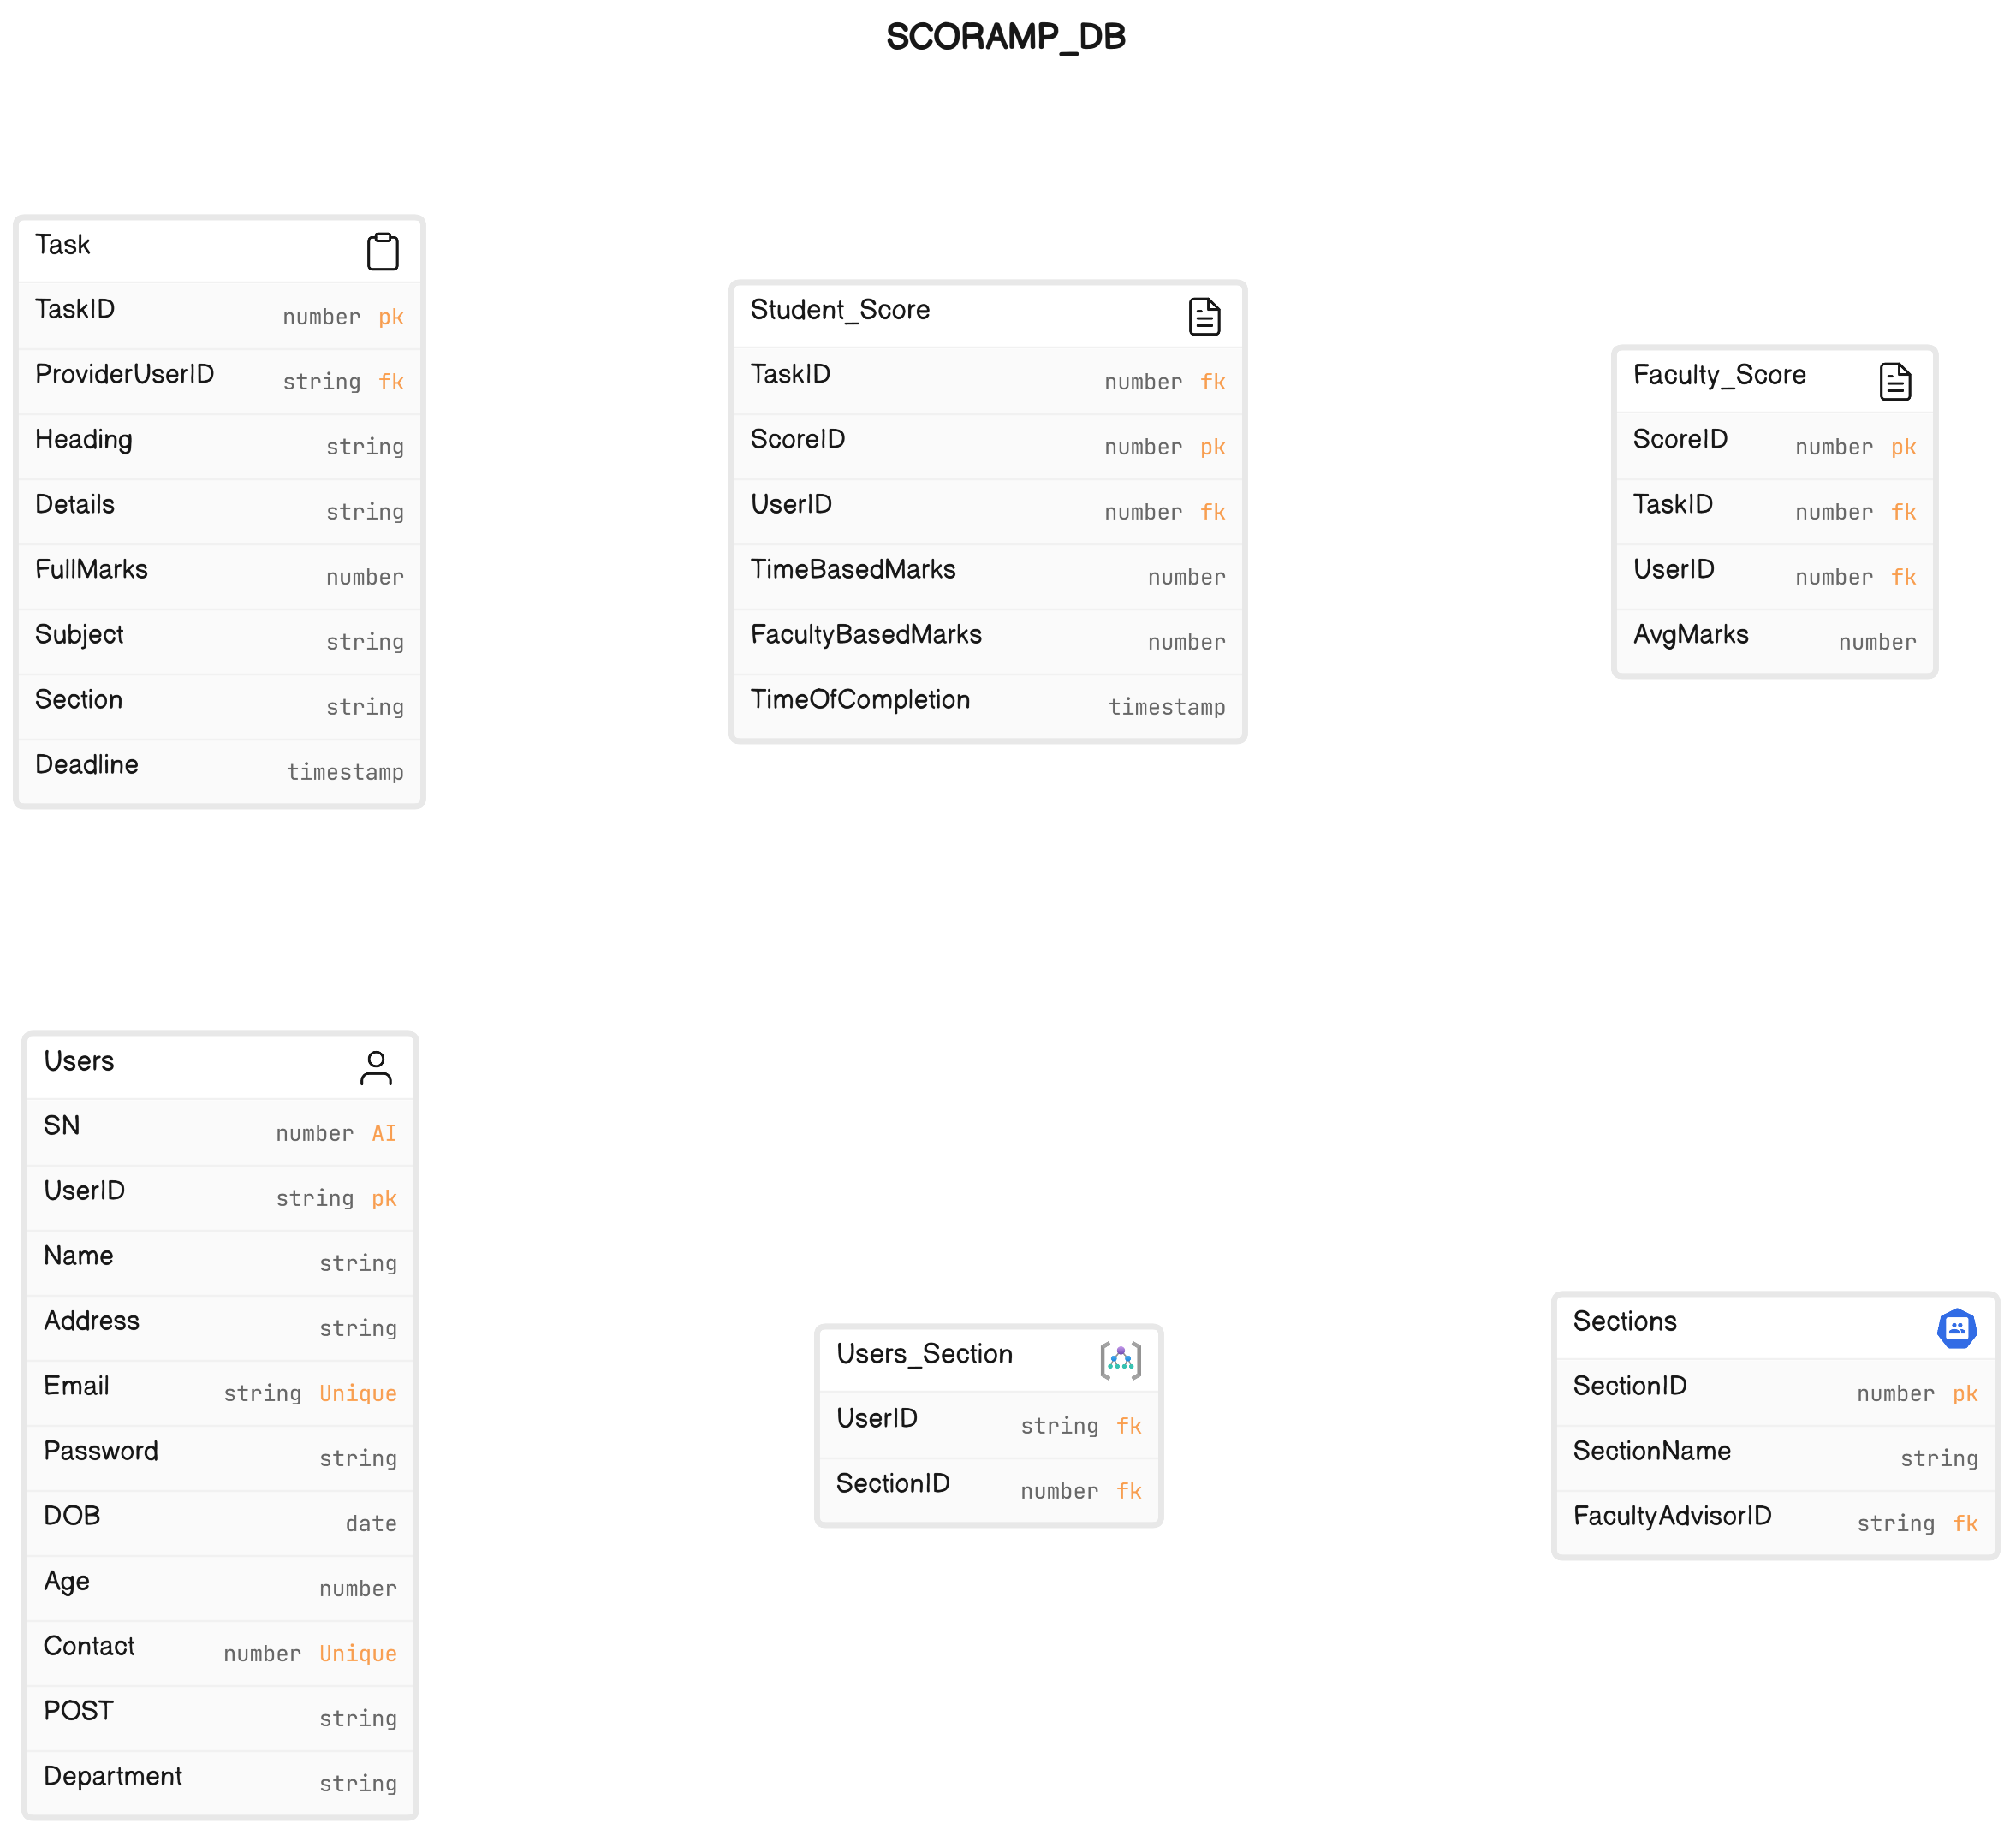 SCORAMP_DB
Task
TaskID number pk
ProviderUserID string fk
Heading string
Details string
FullMarks number
Subject string
Section string
Deadline timestamp
Student_Score
TaskID number fk
ScoreID number pk
UserID number fk
TimeBasedMarks number
FacultyBasedMarks number
TimeOfCompletion timestamp
Faculty_Score
ScoreID number pk
TaskID number fk
UserID number fk
AvgMarks number
Users
SN number AI
UserID string pk
Name string
Address string
Email string Unique
Password string
DOB date
Age number
Contact number Unique
POST string
Department string
Users_Section
UserID string fk
SectionID number fk
Sections
SectionID number pk
SectionName string
FacultyAdvisorID string fk